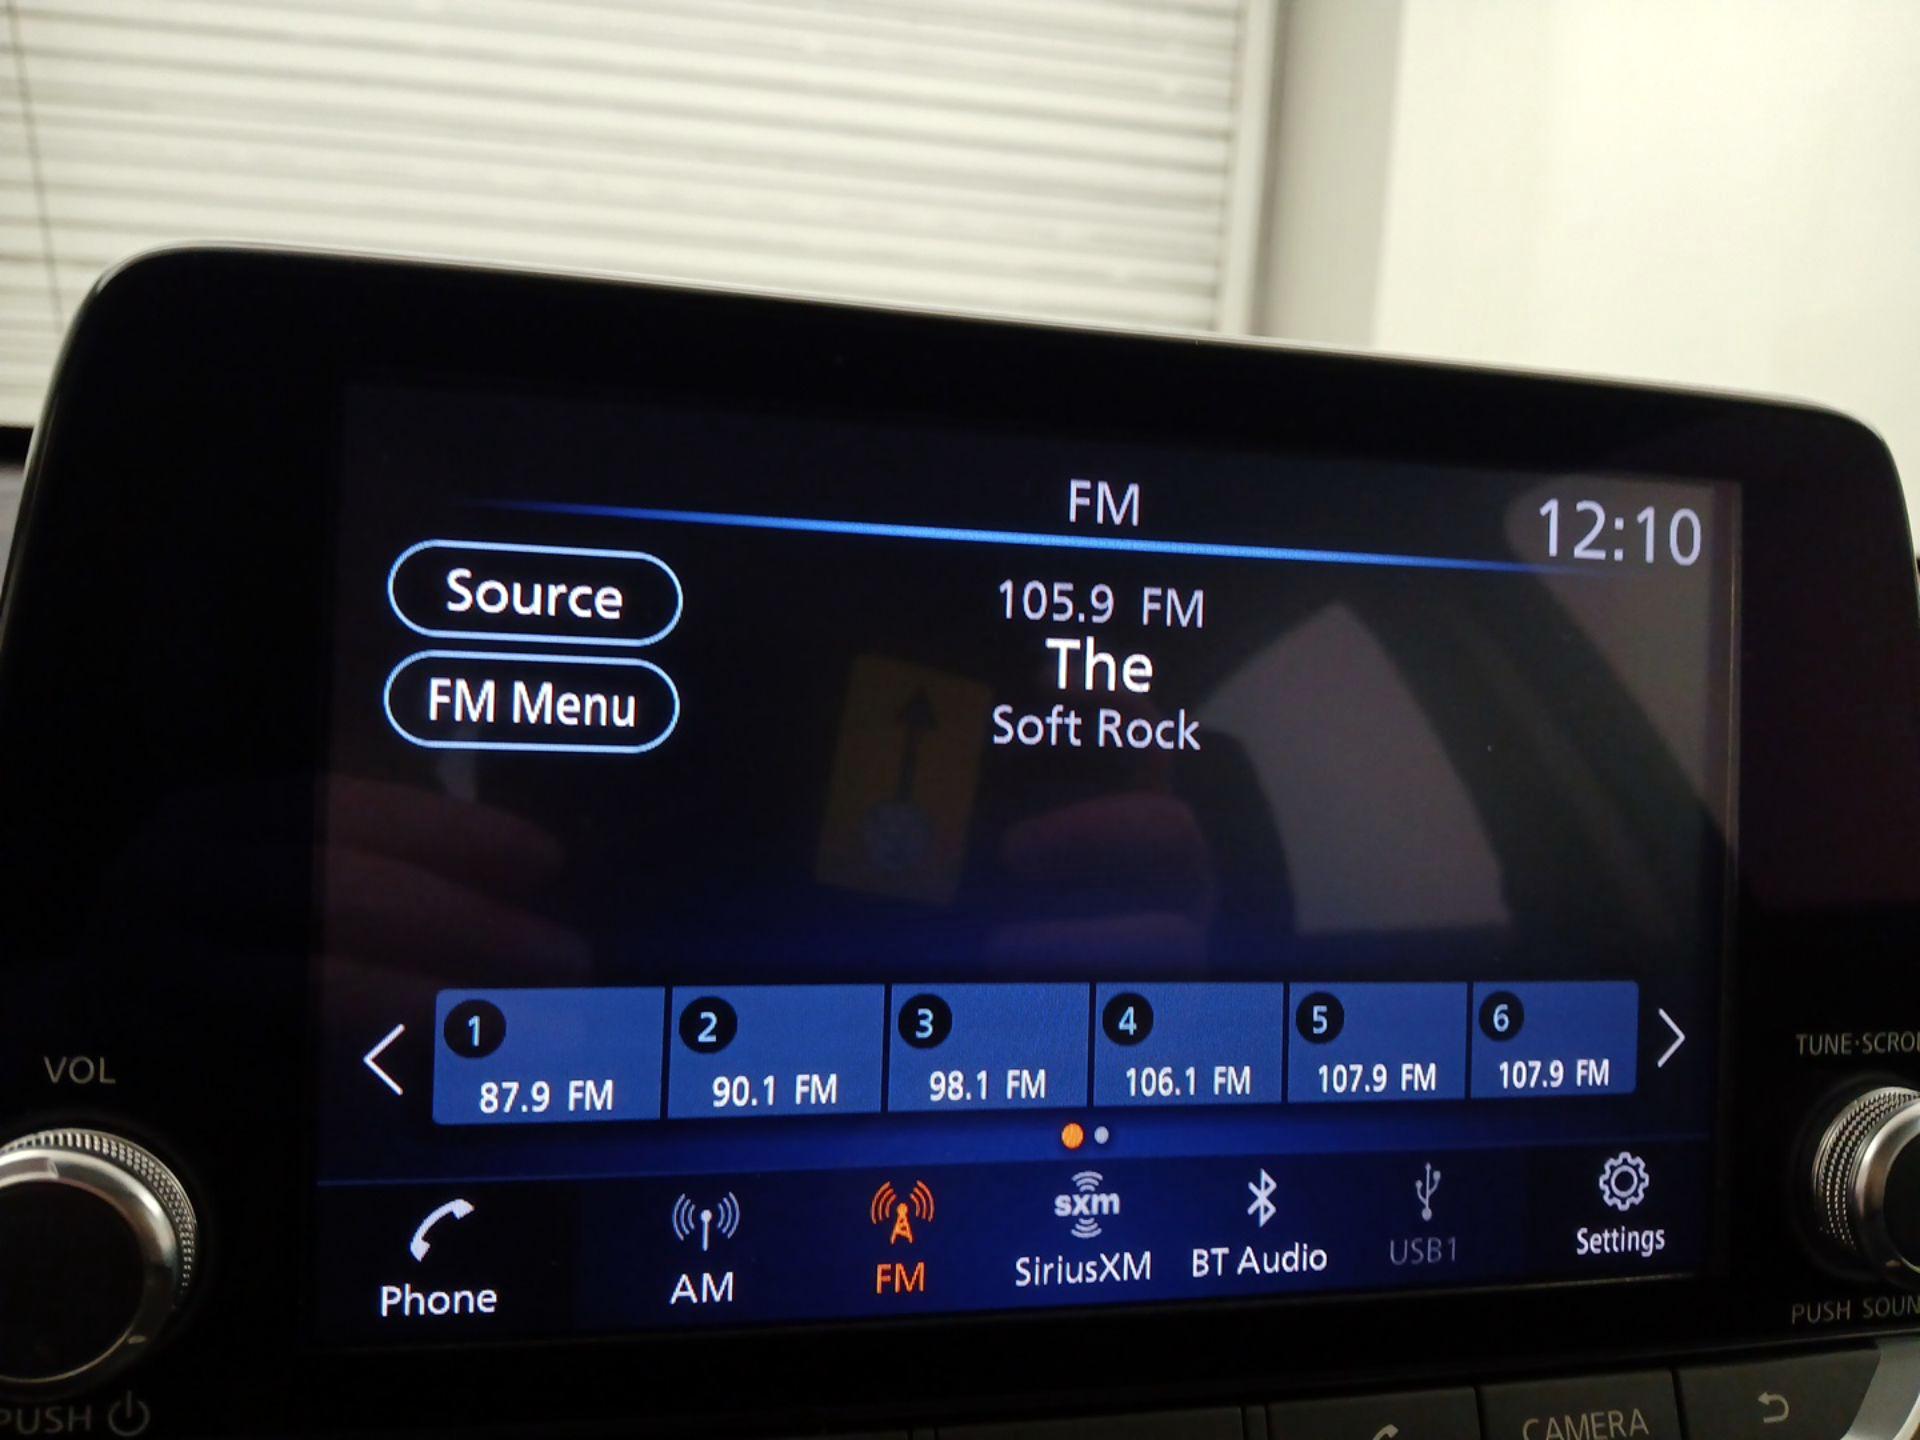 FM
12:10
Source
105.9 FM
The
FM Menu
Soft Rock
1
2
3
4
5
6
87.9 FM
90.1 FM
98.1 FM
106.1 FM
107.9 FM
107.9 FM
VOL
TUNE·SCROL
sxm
Phone
AM
FM
SiriusXM
BT Audio
USB1
Settings
PUSH
PUSH SOUN
CAMERA